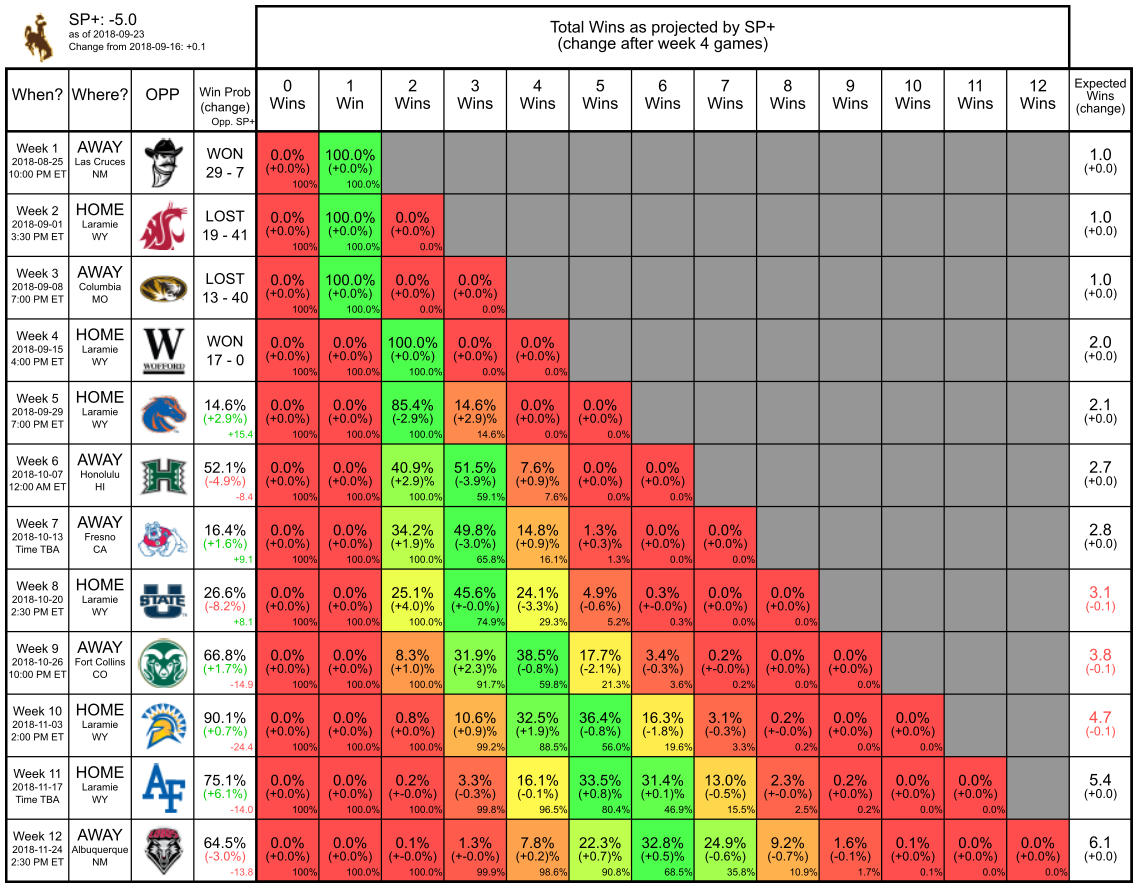 SP+: -5.0
as of 2018-09-23
Change from 2018-09-16: +0.1
Total Wins as projected by SP+
(change after week 4 games)
When? Where? OPP Win Prob (change) Opp. SP+ 0 Wins 1 Win 2 Wins 3 Wins 4 Wins 5 Wins 6 Wins 7 Wins 8 Wins 9 Wins 10 Wins 11 Wins 12 Wins Expected Wins (change)
Week 1 AWAY WON 0.0% 100.0% 1.0
2018-08-25 Las Cruces 29 - 7 (+0.0%) (+0.0%) (+0.0)
10:00 PM ET NM 100% 100.0%
Week 2 HOME LOST 0.0% 100.0% 0.0% 1.0
2018-09-01 Laramie 19 - 41 (+0.0%) (+0.0%) (+0.0%) (+0.0)
3:30 PM ET WY 100% 100.0% 0.0%
Week 3 AWAY LOST 0.0% 100.0% 0.0% 0.0% 1.0
2018-09-08 Columbia 13 - 40 (+0.0%) (+0.0%) (+0.0%) (+0.0%) (+0.0)
7:00 PM ET MO 100% 100.0% 0.0% 0.0%
Week 4 HOME W WON 0.0% 0.0% 100.0% 0.0% 0.0% 2.0
2018-09-15 Laramie 17 - 0 (+0.0%) (+0.0%) (+0.0%) (+0.0%) (+0.0%) (+0.0)
4:00 PM ET WY WOFFORD 100% 100.0% 100.0% 0.0% 0.0%
Week 5 HOME 14.6% 0.0% 0.0% 85.4% 14.6% 0.0% 0.0% 2.1
2018-09-29 Laramie (+2.9%) (+0.0%) (+0.0%) (-2.9%) (+2.9)% (+0.0%) (+0.0%) (+0.0)
7:00 PM ET WY +15.4 100% 100.0% 100.0% 14.6% 0.0% 0.0%
Week 6 AWAY H 52.1% 0.0% 0.0% 40.9% 51.5% 7.6% 0.0% 0.0% 2.7
2018-10-07 Honolulu (-4.9%) (+0.0%) (+0.0%) (+2.9)% (-3.9%) (+0.9)% (+0.0%) (+0.0%) (+0.0)
12:00 AM ET HI -8.4 100% 100.0% 100.0% 59.1% 7.6% 0.0% 0.0%
Week 7 AWAY 16.4% 0.0% 0.0% 34.2% 49.8% 14.8% 1.3% 0.0% 0.0% 2.8
2018-10-13 Fresno (+1.6%) (+0.0%) (+0.0%) (+1.9)% (-3.0%) (+0.9)% (+0.3)% (+0.0%) (+0.0%) (+0.0)
Time TBA CA +9.1 100% 100.0% 100.0% 65.8% 16.1% 1.3% 0.0% 0.0%
Week 8 HOME U STATE 26.6% 0.0% 0.0% 25.1% 45.6% 24.1% 4.9% 0.3% 0.0% 0.0% 3.1
2018-10-20 Laramie (-8.2%) (+0.0%) (+0.0%) (+4.0)% (+-0.0%) (-3.3%) (-0.6%) (+-0.0%) (+0.0%) (+0.0%) (-0.1)
2:30 PM ET WY +8.1 100% 100.0% 100.0% 74.9% 29.3% 5.2% 0.3% 0.0% 0.0%
Week 9 AWAY 66.8% 0.0% 0.0% 8.3% 31.9% 38.5% 17.7% 3.4% 0.2% 0.0% 0.0% 3.8
2018-10-26 Fort Collins (+1.7%) (+0.0%) (+0.0%) (+1.0)% (+2.3)% (-0.8%) (-2.1%) (-0.3%) (+-0.0%) (+0.0%) (+0.0%) (-0.1)
10:00 PM ET CO -14.9 100% 100.0% 100.0% 91.7% 59.8% 21.3% 3.6% 0.2% 0.0% 0.0%
Week 10 HOME 90.1% 0.0% 0.0% 0.8% 10.6% 32.5% 36.4% 16.3% 3.1% 0.2% 0.0% 0.0% 4.7
2018-11-03 Laramie (+0.7%) (+0.0%) (+0.0%) (+0.0)% (+0.9)% (+1.9)% (-0.8%) (-1.8%) (-0.3%) (+-0.0%) (+0.0%) (+0.0%) (-0.1)
2:00 PM ET WY -24.4 100% 100.0% 100.0% 99.2% 88.5% 56.0% 19.6% 3.3% 0.2% 0.0% 0.0%
Week 11 HOME AF 75.1% 0.0% 0.0% 0.2% 3.3% 16.1% 33.5% 31.4% 13.0% 2.3% 0.2% 0.0% 0.0% 5.4
2018-11-17 Laramie (+6.1%) (+0.0%) (+0.0%) (+-0.0%) (-0.3%) (-0.1%) (+0.8)% (+0.1%) (-0.5%) (+-0.0%) (+0.0%) (+0.0%) (+0.0%) (+0.0)
Time TBA WY -14.0 100% 100.0% 100.0% 99.8% 96.5% 80.4% 46.9% 15.5% 2.5% 0.2% 0.0% 0.0%
Week 12 AWAY 64.5% 0.0% 0.0% 0.1% 1.3% 7.8% 22.3% 32.8% 24.9% 9.2% 1.6% 0.1% 0.0% 0.0% 6.1
2018-11-24 Albuquerque (-3.0%) (+0.0%) (+0.0%) (+-0.0%) (+-0.0%) (+0.2)% (+0.7)% (+0.5)% (-0.6%) (-0.7%) (-0.1%) (+0.0%) (+0.0%) (+0.0%) (+0.0)
2:30 PM ET NM -13.8 100% 100.0% 100.0% 99.9% 98.6% 90.8% 68.5% 35.8% 10.9% 1.7% 0.1% 0.0% 0.0%